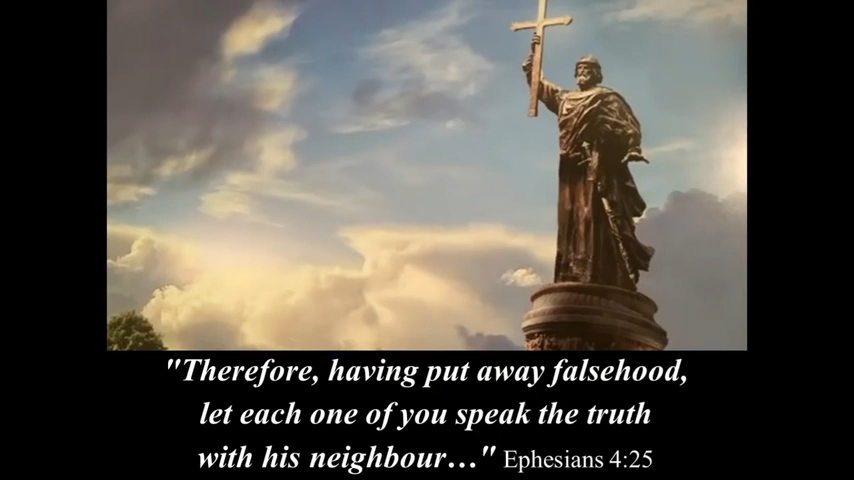 "Therefore, having put away falsehood,
let each one of you speak the truth
with his neighbour…" Ephesians 4:25